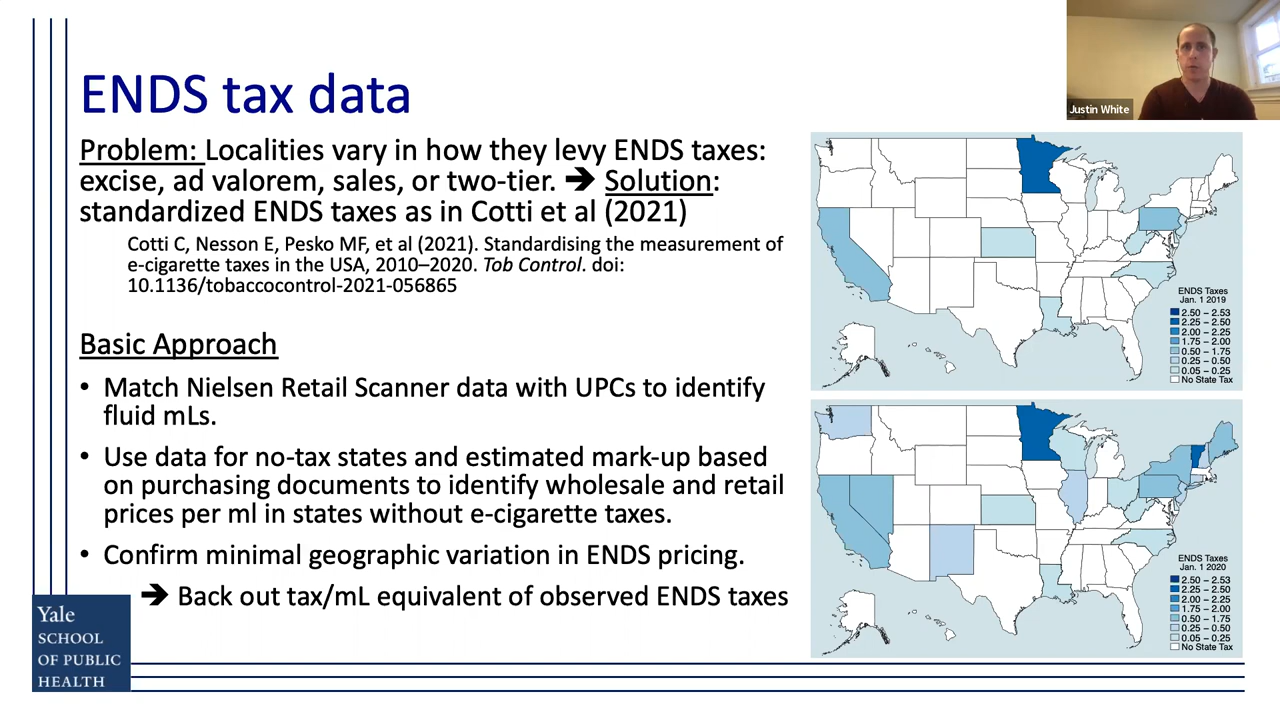 ENDS tax data
Problem: Localities vary in how they levy ENDS taxes:
excise, ad valorem, sales, or two-tier. ➔ Solution:
standardized ENDS taxes as in Cotti et al (2021)
Cotti C, Nesson E, Pesko MF, et al (2021). Standardising the measurement of
e-cigarette taxes in the USA, 2010–2020. Tob Control. doi:
10.1136/tobaccocontrol-2021-056865
Basic Approach
• Match Nielsen Retail Scanner data with UPCs to identify
fluid mLs.
• Use data for no-tax states and estimated mark-up based
on purchasing documents to identify wholesale and retail
prices per ml in states without e-cigarette taxes.
• Confirm minimal geographic variation in ENDS pricing.
➔ Back out tax/mL equivalent of observed ENDS taxes
Yale
SCHOOL
OF PUBLIC
HEALTH
Justin White
ENDS Taxes
Jan. 1 2019
2.50 – 2.53
2.25 – 2.50
2.00 – 2.25
1.75 – 2.00
0.50 – 1.75
0.25 – 0.50
0.05 – 0.25
No State Tax
ENDS Taxes
Jan. 1 2020
2.50 – 2.53
2.25 – 2.50
2.00 – 2.25
1.75 – 2.00
0.50 – 1.75
0.25 – 0.50
0.05 – 0.25
No State Tax